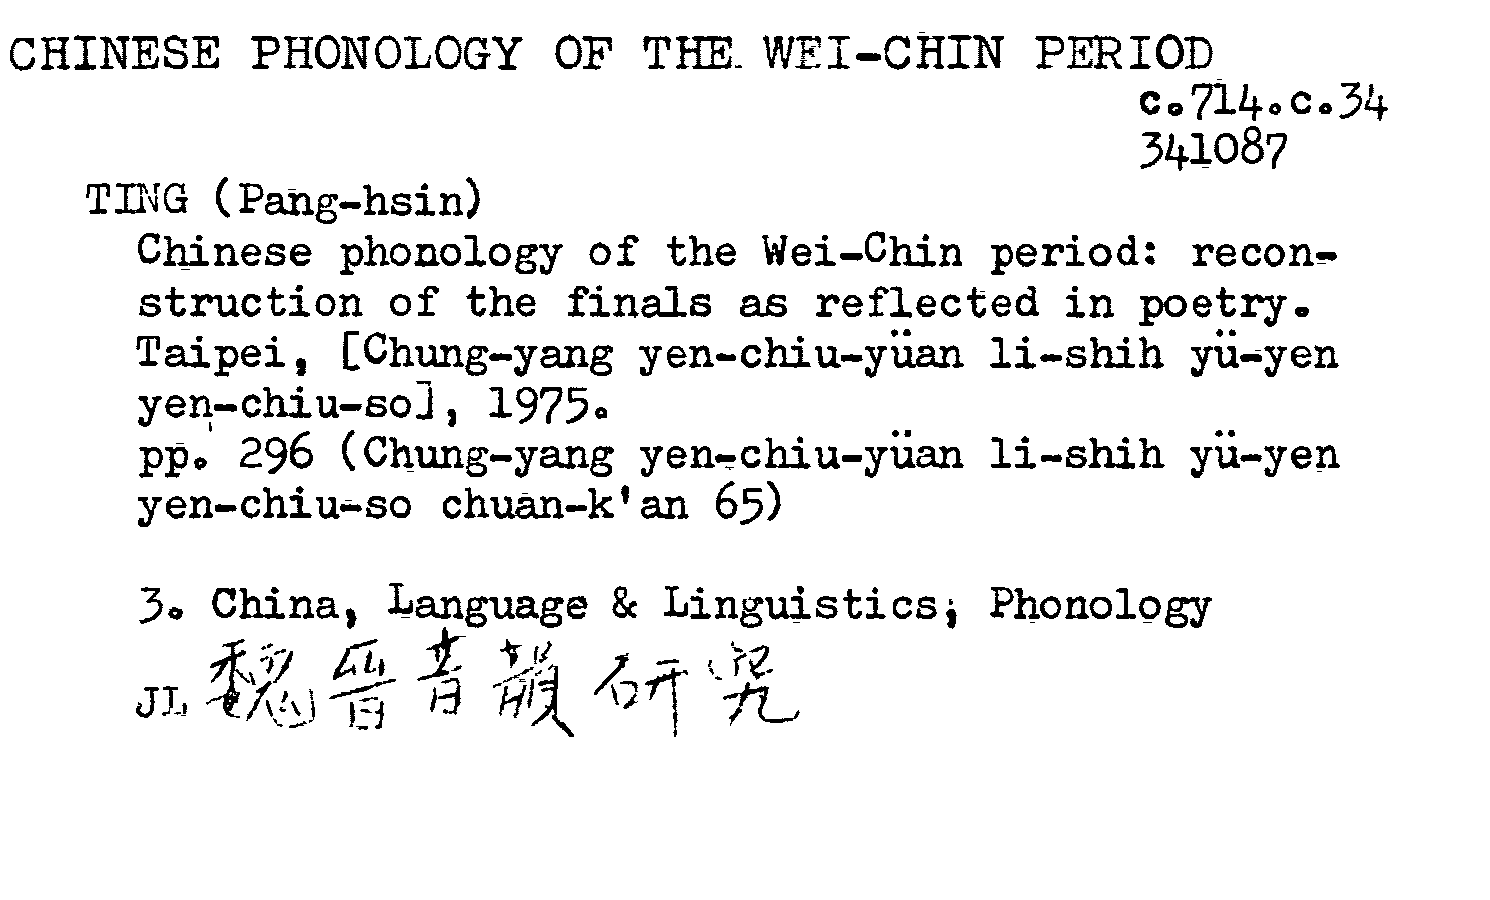 CHINESE PHONOLOGY OF THE WEI-CHIN PERIOD
c.714.c.34
341087
TING (Pang-hsin)
Chinese phonology of the Wei-Chin period: recon-
struction of the finals as reflected in poetry.
Taipei, [Chung-yang yen-chiu-yüan li-shih yü-yen
yen-chiu-so], 1975.
pp. 296 (Chung-yang yen-chiu-yüan li-shih yü-yen
yen-chiu-so chuan-k'an 65)
3. China, Language & Linguistics; Phonology
JL 魏晉音韻研究